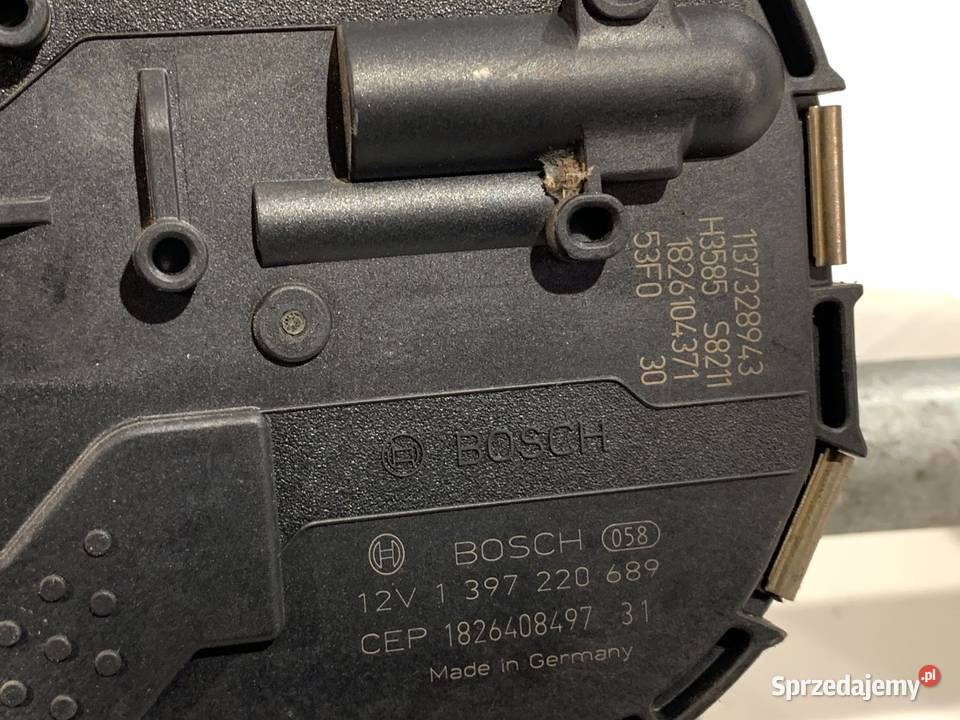 1137328943
H3585 S8211
1826104371
53F0 30
BOSCH
BOSCH 058
12V 1 397 220 689
CEP 1826408497 31
Made in Germany
Sprzedajemy.pl